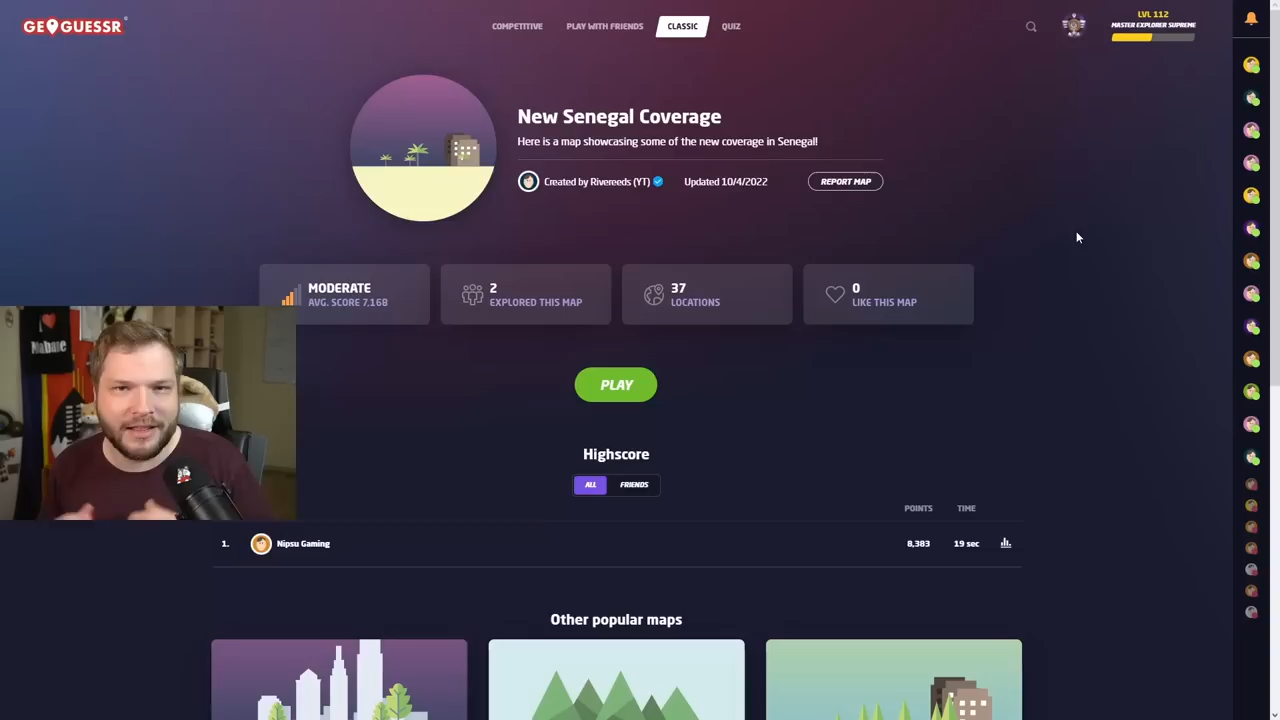 GEOGUESSR
COMPETITIVE
PLAY WITH FRIENDS
CLASSIC
QUIZ
LVL 112
MASTER EXPLORER SUPREME
New Senegal Coverage
Here is a map showcasing some of the new coverage in Senegal!
Created by Rivereeds (YT)
Updated 10/4/2022
REPORT MAP
MODERATE
AVG. SCORE 7,168
2
EXPLORED THIS MAP
37
LOCATIONS
0
LIKE THIS MAP
PLAY
Highscore
ALL
FRIENDS
POINTS
TIME
1.
Nipsu Gaming
8,383
19 sec
Other popular maps
I